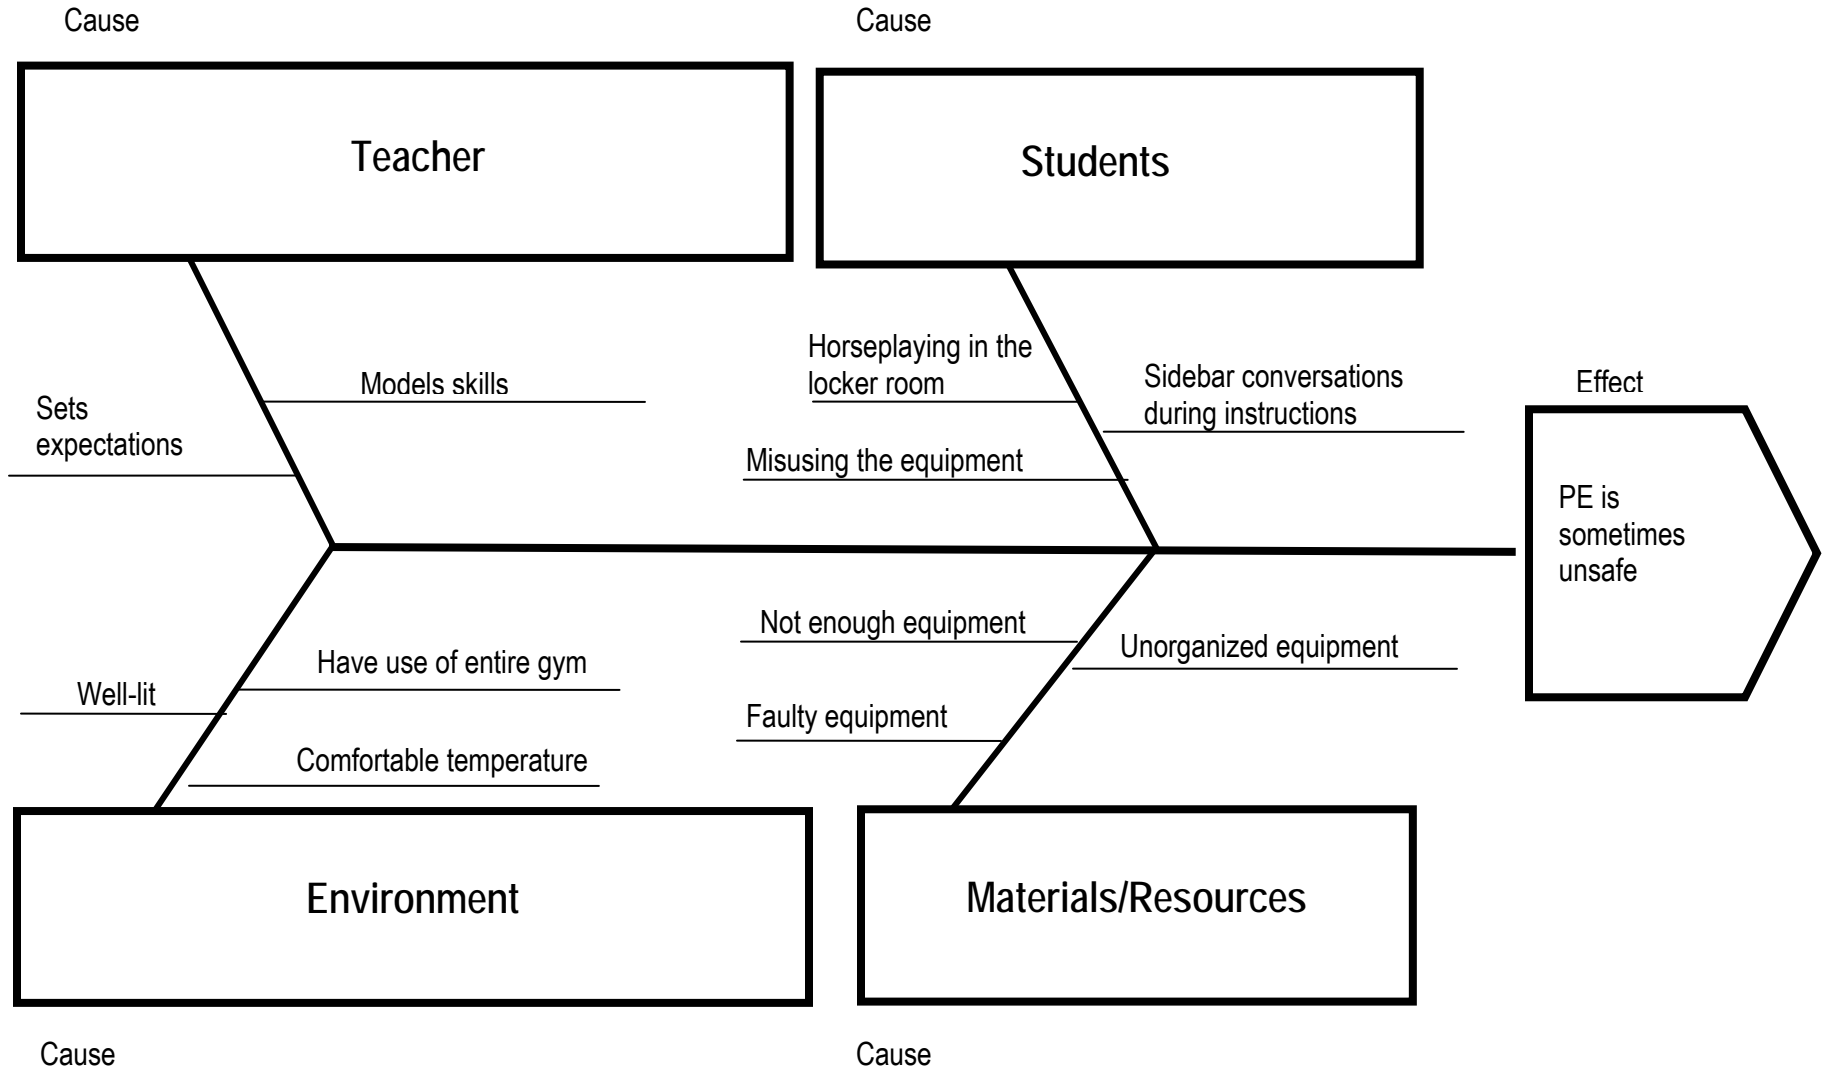 Cause
Cause
Teacher
Students
Horseplaying in the
locker room
Models skills
Sidebar conversations
during instructions
Effect
Sets
expectations
Misusing the equipment
PE is
sometimes
unsafe
Not enough equipment
Unorganized equipment
Have use of entire gym
Well-lit
Faulty equipment
Comfortable temperature
Environment
Materials/Resources
Cause
Cause